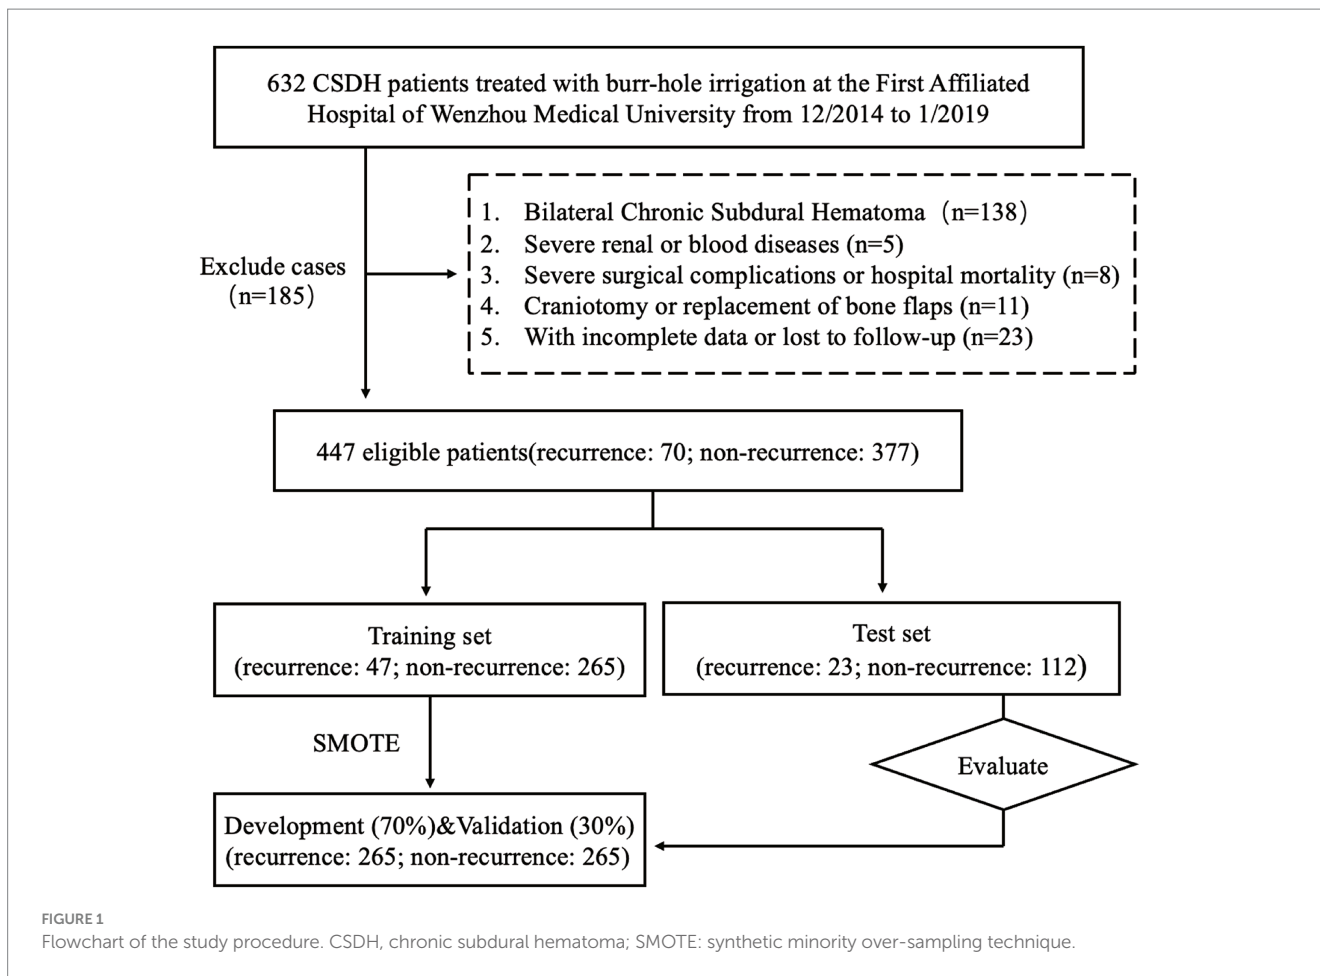 632 CSDH patients treated with burr-hole irrigation at the First Affiliated
Hospital of Wenzhou Medical University from 12/2014 to 1/2019
Exclude cases
(n=185)
1. Bilateral Chronic Subdural Hematoma（n=138)
2. Severe renal or blood diseases (n=5)
3. Severe surgical complications or hospital mortality (n=8)
4. Craniotomy or replacement of bone flaps (n=11)
5. With incomplete data or lost to follow-up (n=23)
447 eligible patients(recurrence: 70; non-recurrence: 377)
Training set
(recurrence: 47; non-recurrence: 265)
Test set
(recurrence: 23; non-recurrence: 112)
SMOTE
Evaluate
Development (70%)&Validation (30%)
(recurrence: 265; non-recurrence: 265)
FIGURE 1
Flowchart of the study procedure. CSDH, chronic subdural hematoma; SMOTE: synthetic minority over-sampling technique.